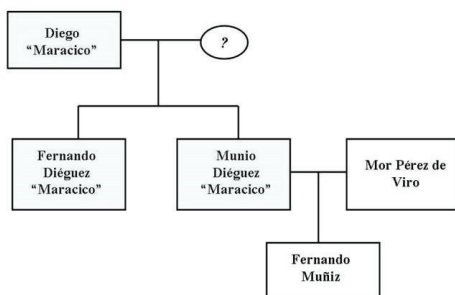 Diego
“Maracico”
?
Fernando
Diéguez
“Maracico”
Munio
Diéguez
“Maracico”
Mor Pérez de
Viro
Fernando
Muñiz